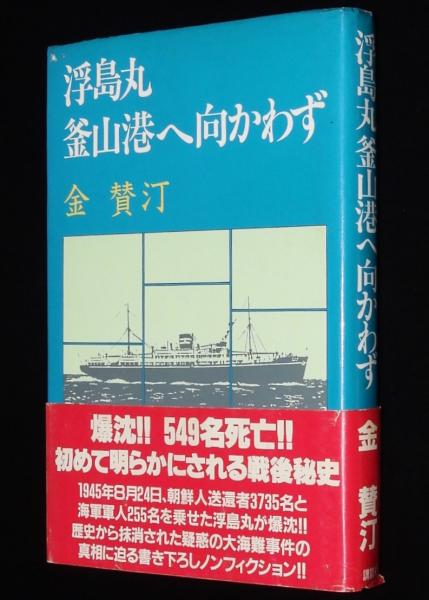 浮島丸
釜山港へ向かわず
金 賛汀
爆沈!! 549名死亡!!
初めて明らかにされる戦後秘史
1945年8月24日、朝鮮人送還者3735名と
海軍軍人255名を乗せた浮島丸が爆沈!!
歴史から抹消された疑惑の大海難事件の
真相に迫る書き下ろしノンフィクション!!
浮島丸 釜山港へ向かわず
金 賛汀